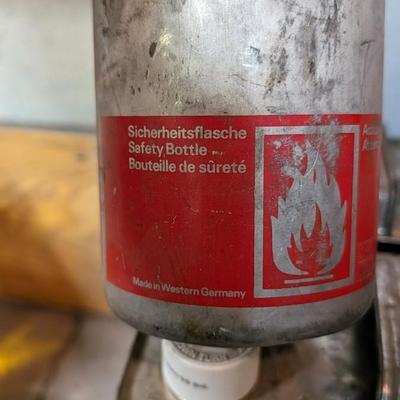 Sicherheitsflasche
Safety Bottle
Bouteille de sûreté
Made in Western Germany